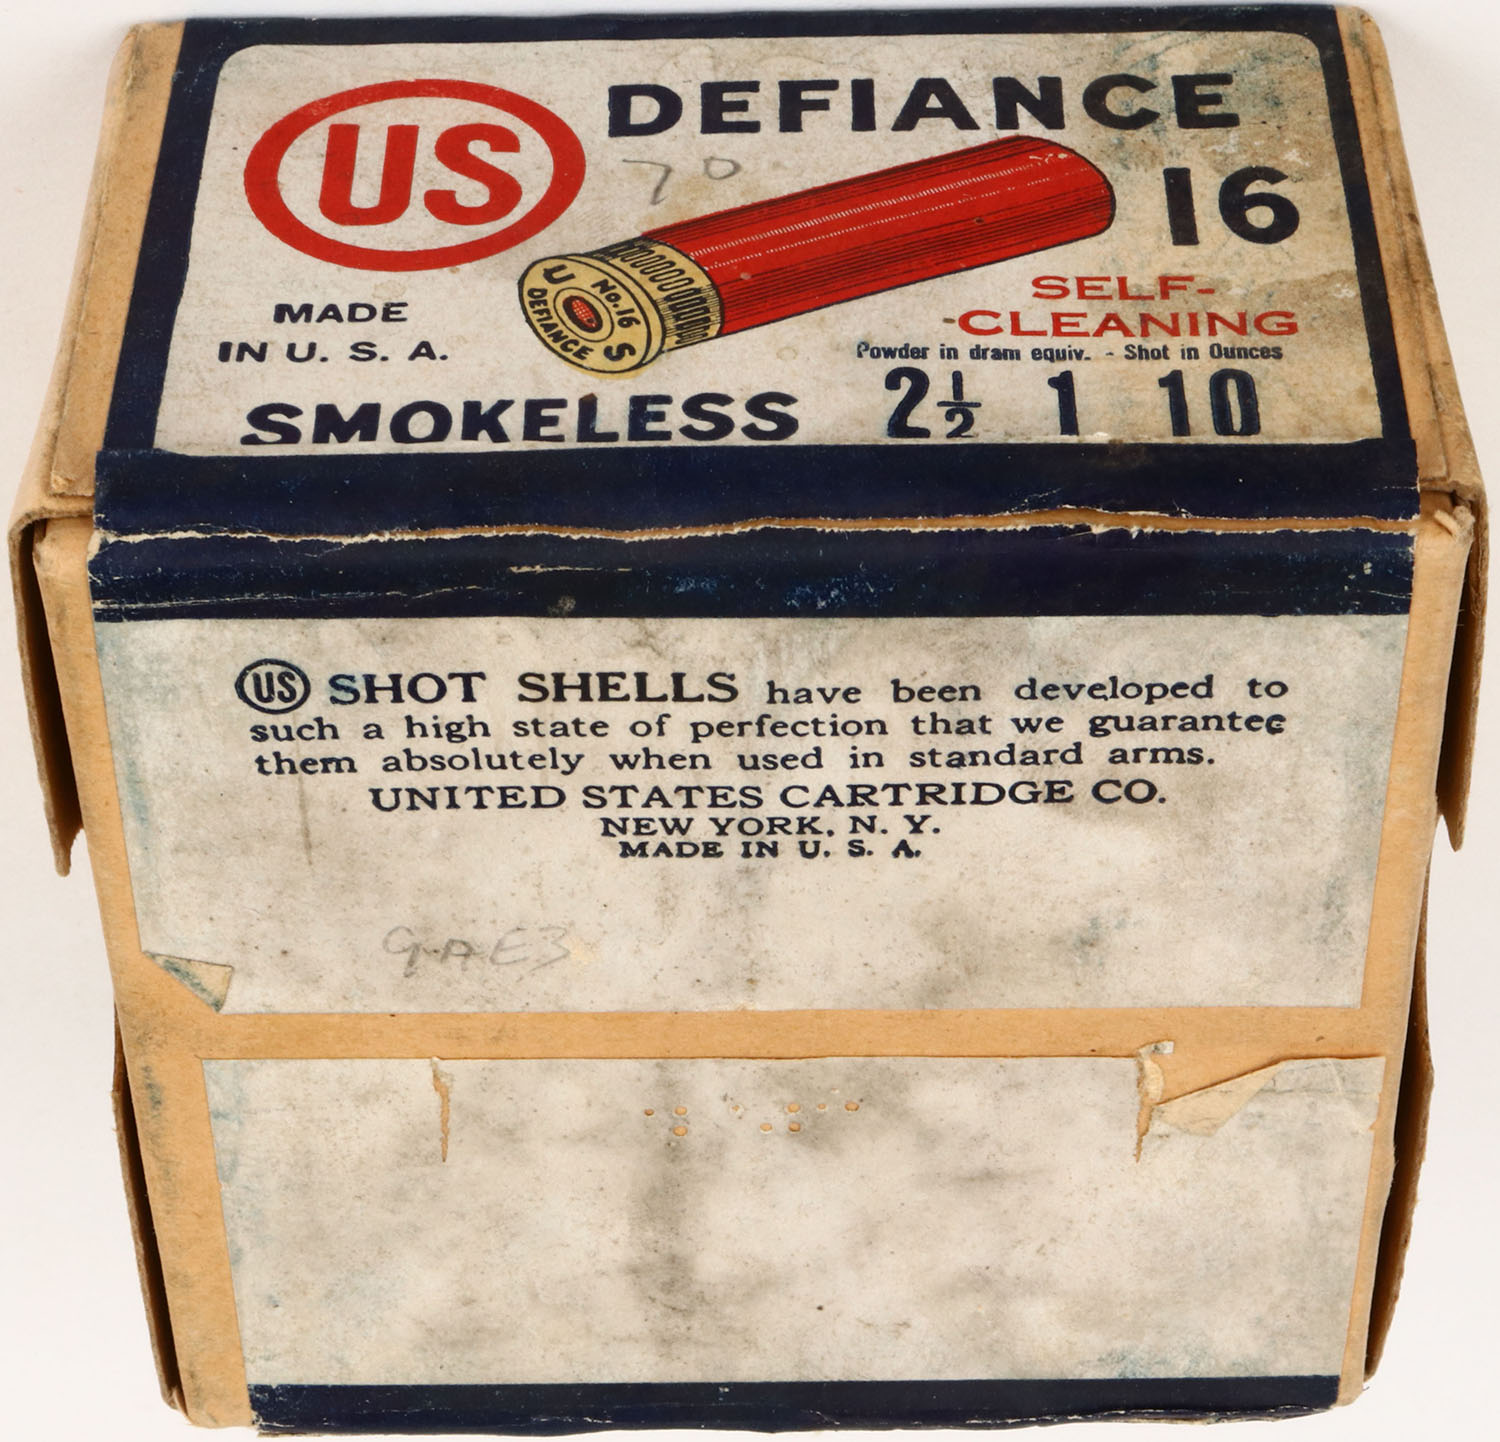 US DEFIANCE
70
16
U S No.16 DEFIANCE
SELF-
CLEANING
MADE
IN U. S. A.
Powder in dram equiv. - Shot in Ounces
SMOKELESS 2½ 1 10
US SHOT SHELLS have been developed to
such a high state of perfection that we guarantee
them absolutely when used in standard arms.
UNITED STATES CARTRIDGE CO.
NEW YORK, N. Y.
MADE IN U. S. A.